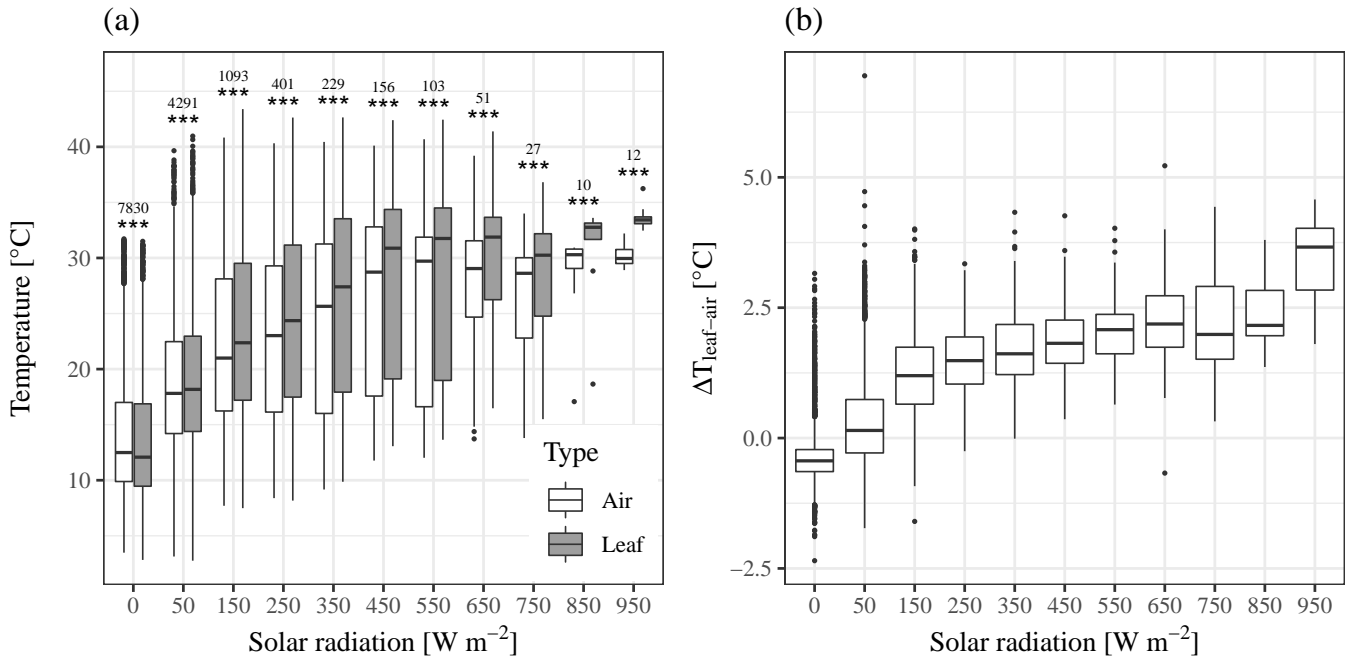 (a)
(b)
Temperature [°C]
40
30
20
10
7830
***
4291
***
1093
***
401
***
229
***
156
***
103
***
51
***
27
***
10
***
12
***
Type
Air
Leaf
0 50 150 250 350 450 550 650 750 850 950
Solar radiation [W m⁻²]
ΔT leaf−air [°C]
5.0
2.5
0.0
−2.5
0 50 150 250 350 450 550 650 750 850 950
Solar radiation [W m⁻²]